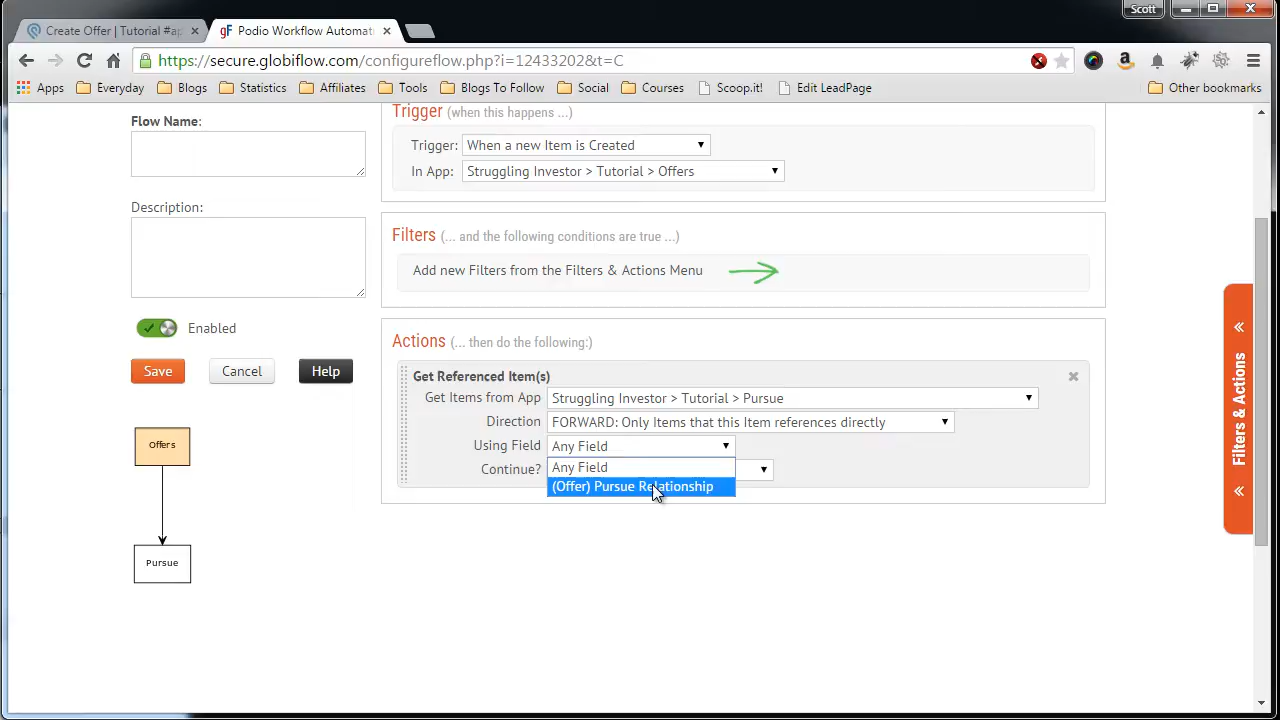 Scott
Create Offer | Tutorial #ap
gF Podio Workflow Automati
https://secure.globiflow.com/configureflow.php?i=12433202&t=C
Apps Everyday Blogs Statistics Affiliates Tools Blogs To Follow Social Courses Scoop.it! Edit LeadPage Other bookmarks
Flow Name:
Description:
Enabled
Save Cancel Help
Offers
Pursue
Trigger (when this happens ...)
Trigger: When a new Item is Created
In App: Struggling Investor > Tutorial > Offers
Filters (... and the following conditions are true ...)
Add new Filters from the Filters & Actions Menu
Actions (... then do the following:)
Get Referenced Item(s)
Get Items from App Struggling Investor > Tutorial > Pursue
Direction FORWARD: Only Items that this Item references directly
Using Field Any Field
Any Field
Continue?
(Offer) Pursue Relationship
Filters & Actions